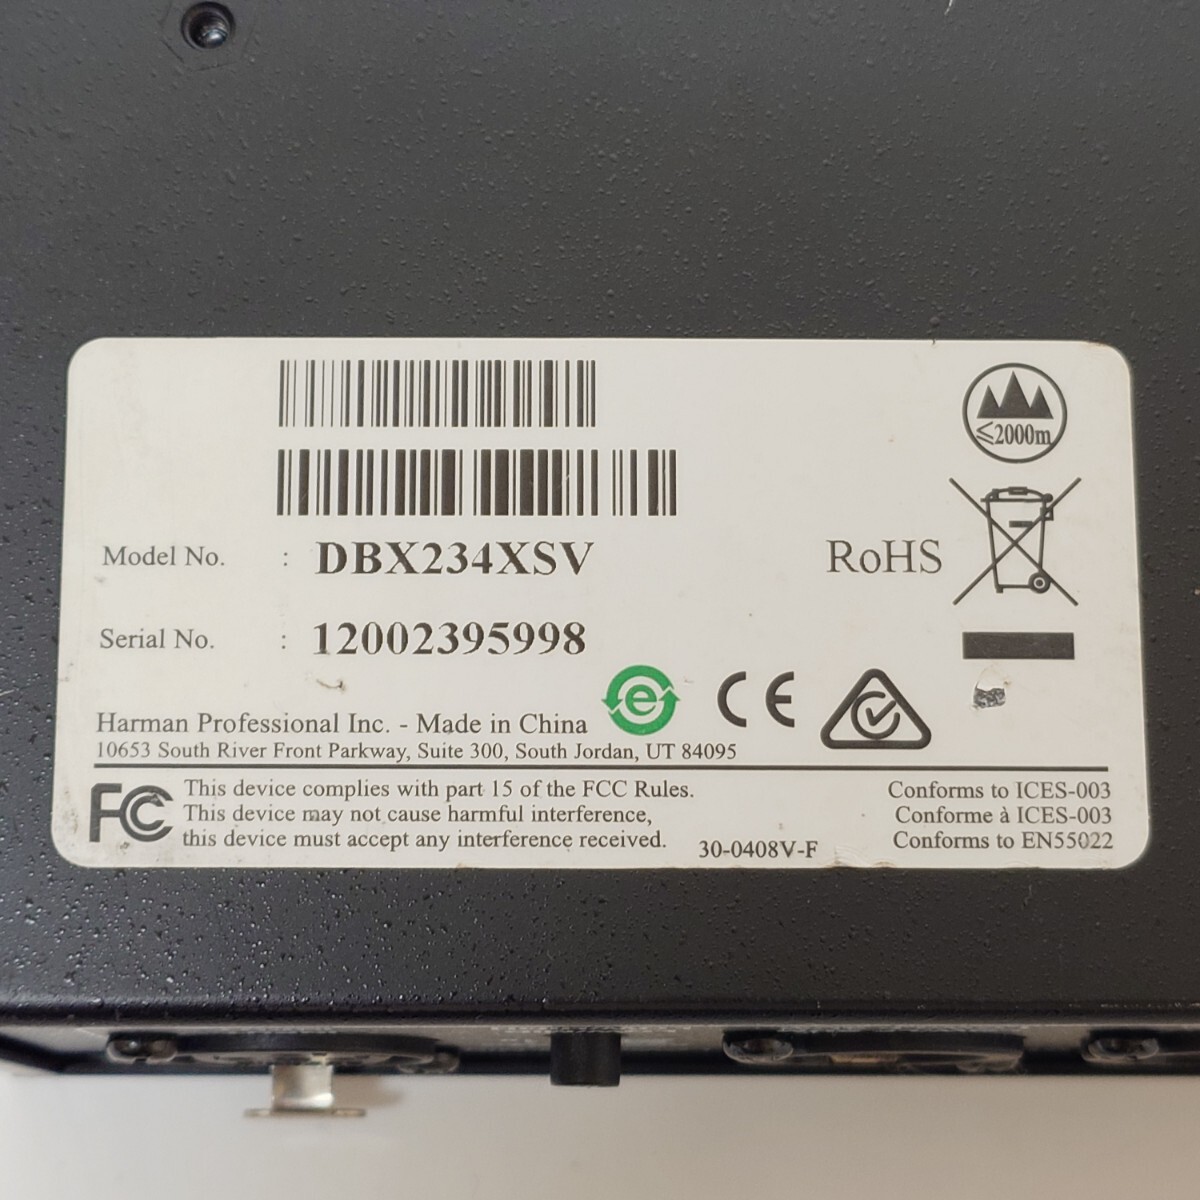 ≤2000m
Model No. : DBX234XSV
RoHS
Serial No. : 12002395998
e
CE
Harman Professional Inc. - Made in China
10653 South River Front Parkway, Suite 300, South Jordan, UT 84095
FC
This device complies with part 15 of the FCC Rules.
This device may not cause harmful interference,
this device must accept any interference received.
30-0408V-F
Conforms to ICES-003
Conforme à ICES-003
Conforms to EN55022